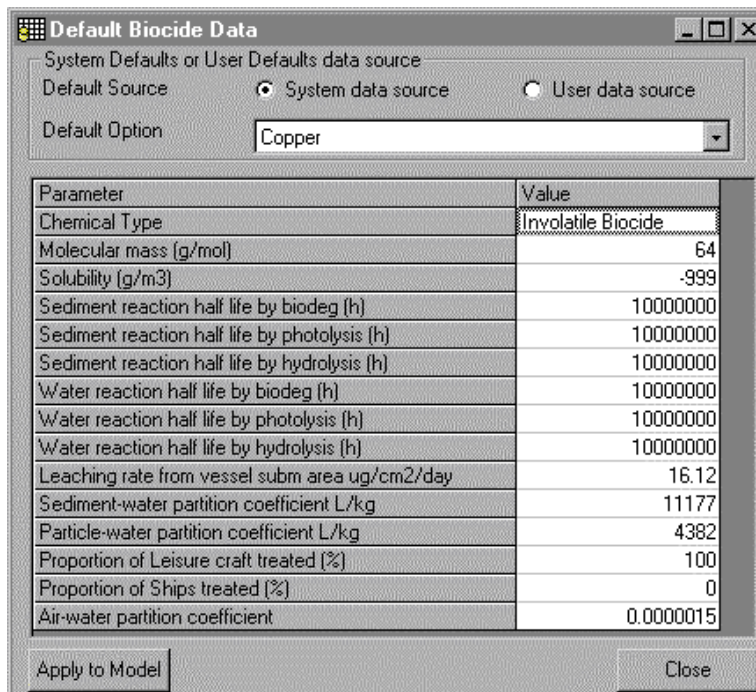 Default Biocide Data
System Defaults or User Defaults data source
Default Source System data source User data source
Default Option Copper
Parameter Value
Chemical Type Involatile Biocide
Molecular mass (g/mol) 64
Solubility (g/m3) -999
Sediment reaction half life by biodeg (h) 10000000
Sediment reaction half life by photolysis (h) 10000000
Sediment reaction half life by hydrolysis (h) 10000000
Water reaction half life by biodeg (h) 10000000
Water reaction half life by photolysis (h) 10000000
Water reaction half life by hydrolysis (h) 10000000
Leaching rate from vessel subm area ug/cm2/day 16.12
Sediment-water partition coefficient L/kg 11177
Particle-water partition coefficient L/kg 4382
Proportion of Leisure craft treated (%) 100
Proportion of Ships treated (%) 0
Air-water partition coefficient 0.0000015
Apply to Model Close